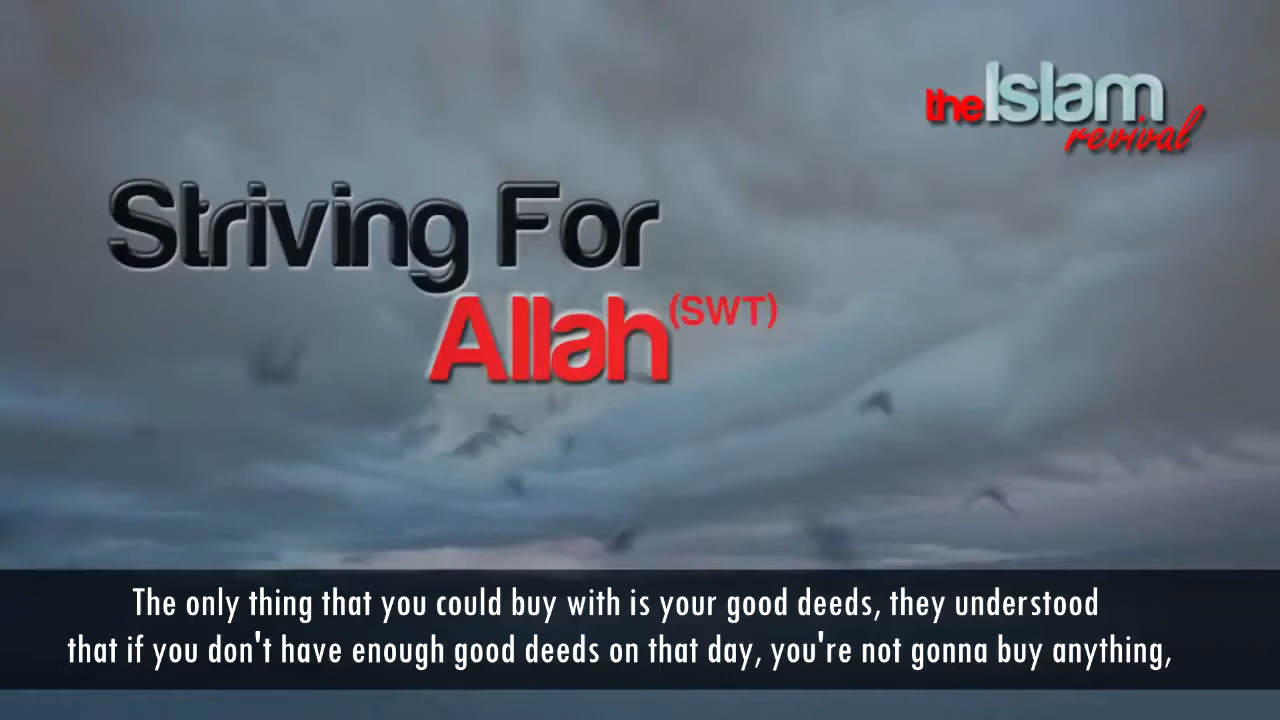 the Islam
revival
Striving For
Allah (SWT)
The only thing that you could buy with is your good deeds, they understood
that if you don't have enough good deeds on that day, you're not gonna buy anything,